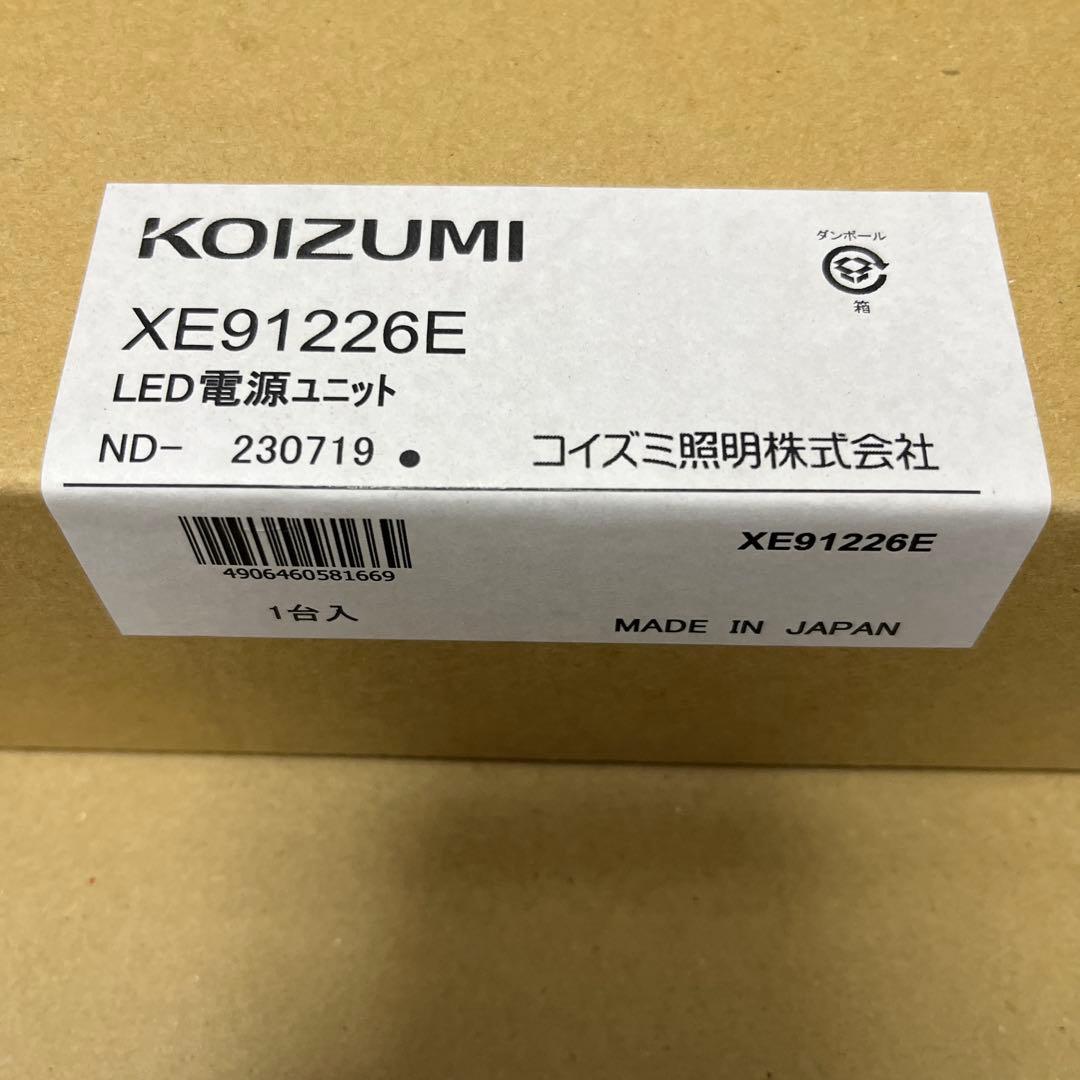 KOIZUMI
ダンボール
箱
XE91226E
LED電源ユニット
ND- 230719 ●
コイズミ照明株式会社
XE91226E
4906460581669
1台入
MADE IN JAPAN